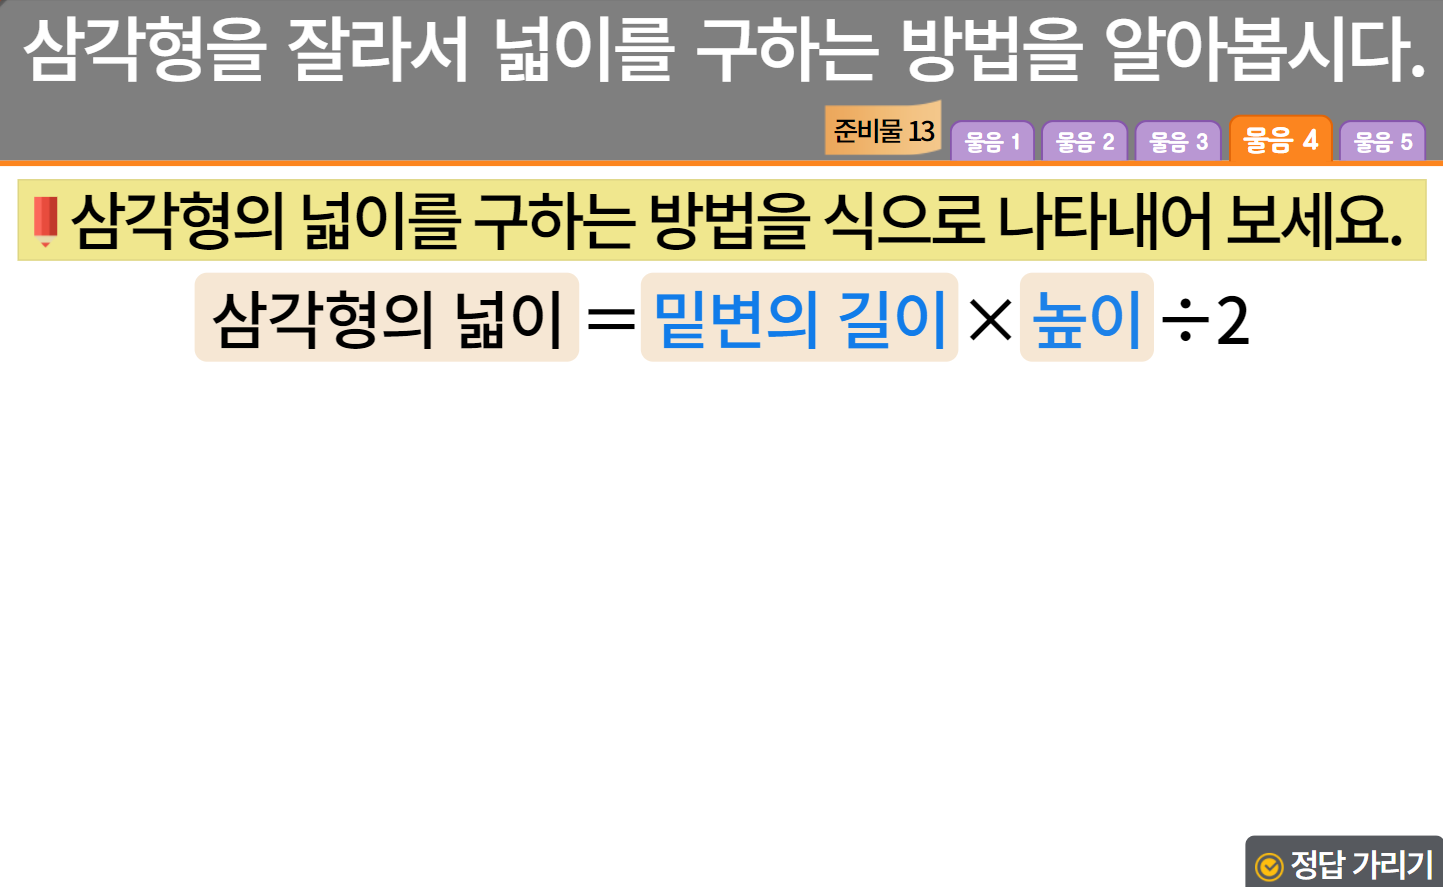 삼각형을 잘라서 넓이를 구하는 방법을 알아봅시다.
준비물 13 물음 1 물음 2 물음 3 물음 4 물음 5
삼각형의 넓이를 구하는 방법을 식으로 나타내어 보세요.
삼각형의 넓이 = 밑변의 길이 × 높이 ÷2
정답 가리기